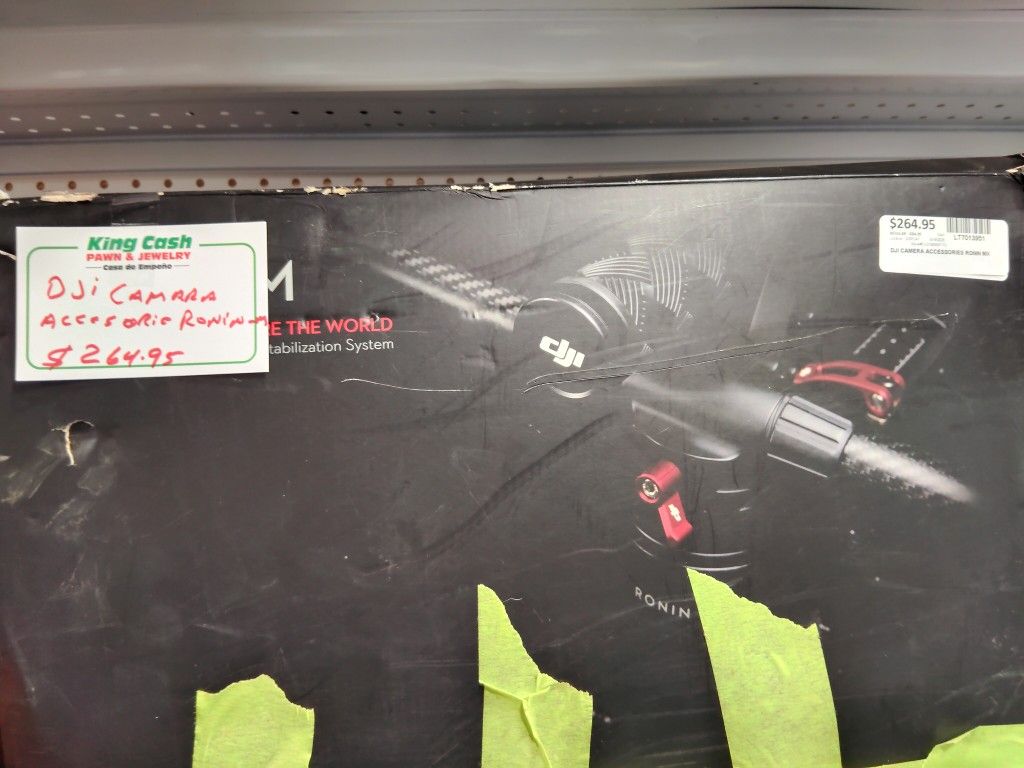 King Cash
PAWN & JEWELRY
Casa de Empeño
DJi CAMARA
ACCESORIE RONIN-M
$264.95
M
RE THE WORLD
tabilization System
dji
$264.95
LT7013951
DJI CAMERA ACCESSORIES RONIN MX
RONIN